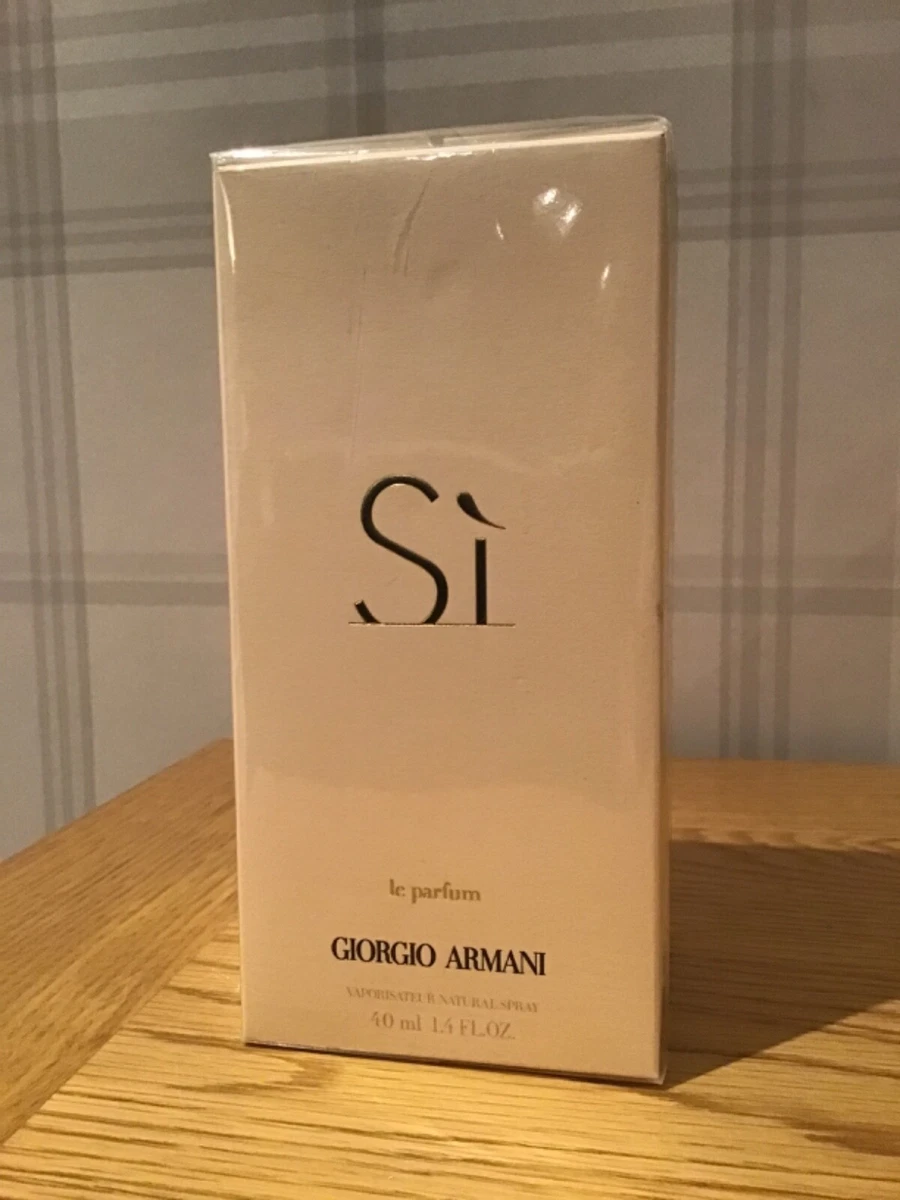 Sì
le parfum
GIORGIO ARMANI
VAPORISATEUR NATURAL SPRAY
40 ml 1.4 FL.OZ.